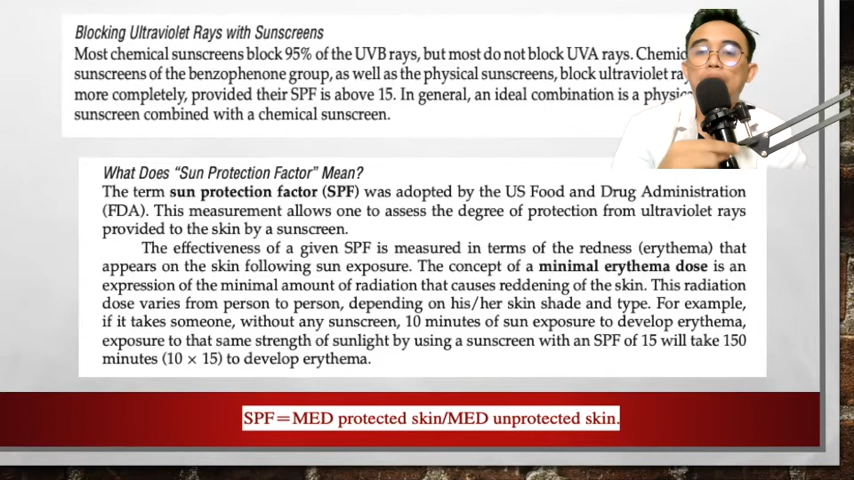 Blocking Ultraviolet Rays with Sunscreens
Most chemical sunscreens block 95% of the UVB rays, but most do not block UVA rays.
sunscreens of the benzophenone group, as well as the physical sunscreens, block ultraviolet
more completely, provided their SPF is above 15. In general, an ideal combination is a
sunscreen combined with a chemical sunscreen.
What Does “Sun Protection Factor” Mean?
The term sun protection factor (SPF) was adopted by the US Food and Drug Administration
(FDA). This measurement allows one to assess the degree of protection from ultraviolet rays
provided to the skin by a sunscreen.
The effectiveness of a given SPF is measured in terms of the redness (erythema) that
appears on the skin following sun exposure. The concept of a minimal erythema dose is an
expression of the minimal amount of radiation that causes reddening of the skin. This radiation
dose varies from person to person, depending on his/her skin shade and type. For example,
if it takes someone, without any sunscreen, 10 minutes of sun exposure to develop erythema,
exposure to that same strength of sunlight by using a sunscreen with an SPF of 15 will take 150
minutes (10 × 15) to develop erythema.
SPF=MED protected skin/MED unprotected skin.